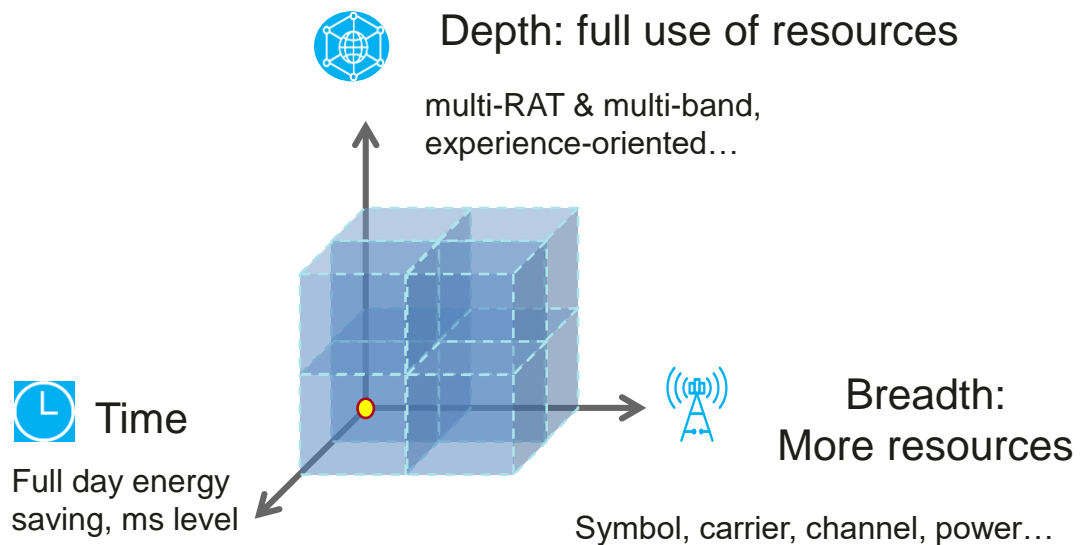 Depth: full use of resources
multi-RAT & multi-band,
experience-oriented…
Time
Full day energy
saving, ms level
Breadth:
More resources
Symbol, carrier, channel, power…